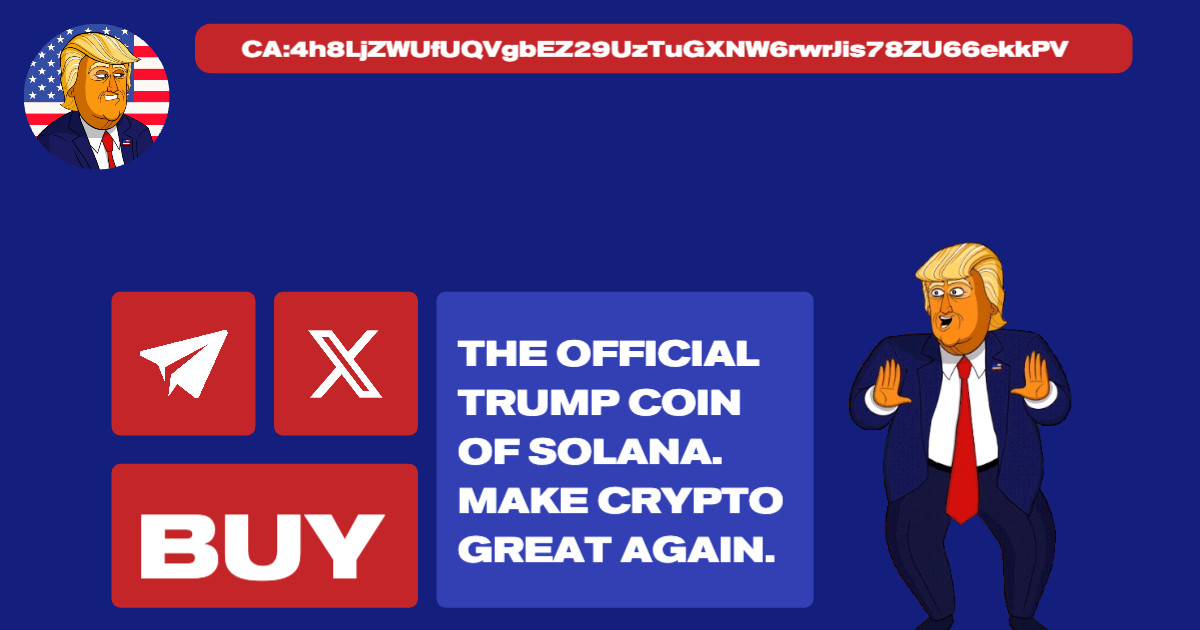 CA:4h8LjZWUfUQVgbEZ29UzTuGXNW6rwrJis78ZU66ekkPV
THE OFFICIAL
TRUMP COIN
OF SOLANA.
MAKE CRYPTO
GREAT AGAIN.
BUY